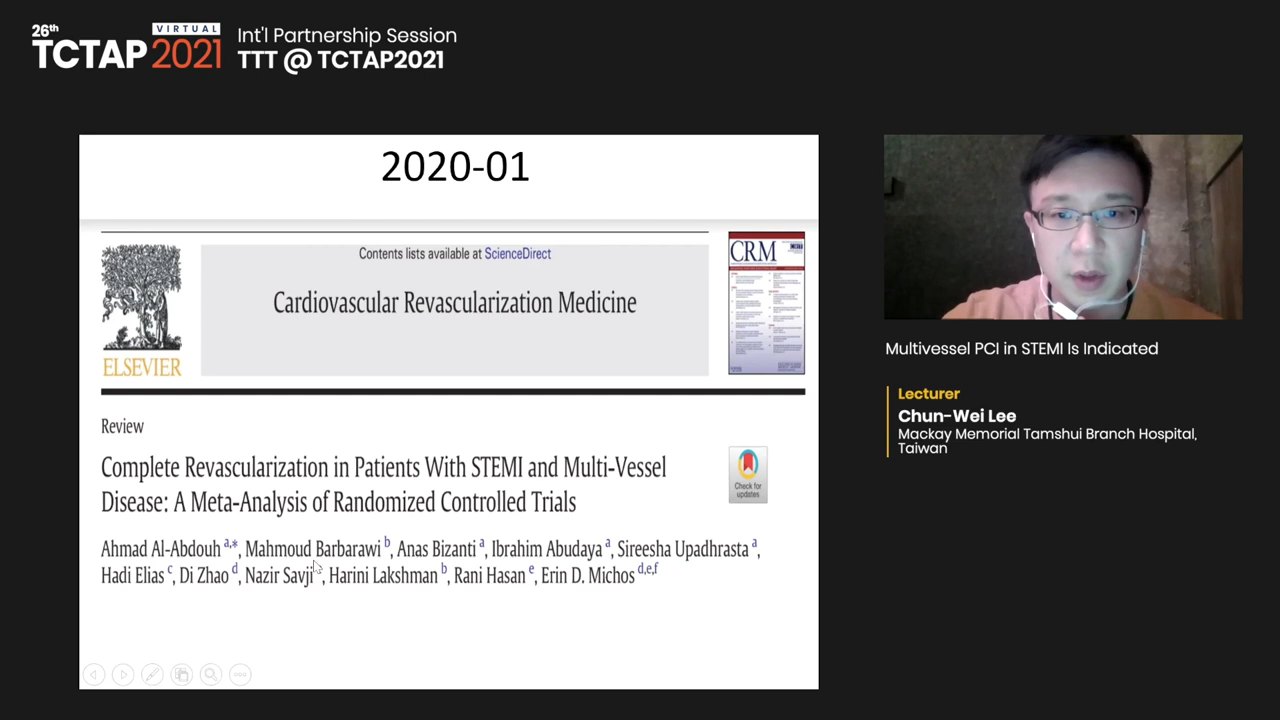 26th
TCTAP
VIRTUAL
2021
Int'l Partnership Session
TTT @ TCTAP2021
2020-01
Contents lists available at ScienceDirect
Cardiovascular Revascularization Medicine
ELSEVIER
CRM
Review
Complete Revascularization in Patients With STEMI and Multi-Vessel
Disease: A Meta-Analysis of Randomized Controlled Trials
Check for
updates
Ahmad Al-Abdouh a,*, Mahmoud Barbarawi b, Anas Bizanti a, Ibrahim Abudaya a, Sireesha Upadhrasta a,
Hadi Elias c, Di Zhao d, Nazir Savji , Harini Lakshman b, Rani Hasan e, Erin D. Michos d,e,f
Multivessel PCI in STEMI Is Indicated
Lecturer
Chun-Wei Lee
Mackay Memorial Tamshui Branch Hospital,
Taiwan